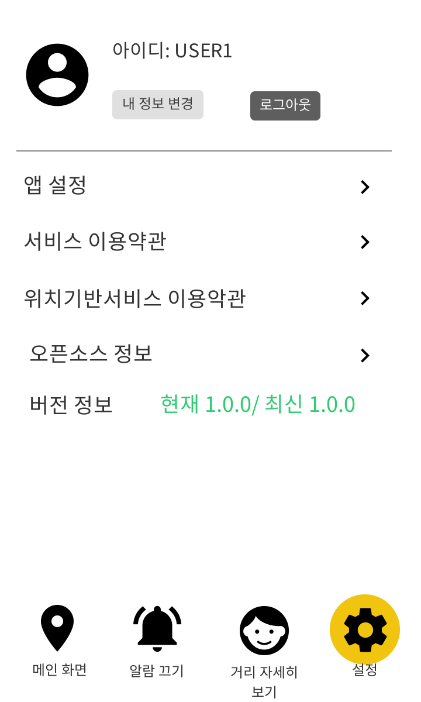 아이디: USER1
내 정보 변경
로그아웃
앱 설정
서비스 이용약관
위치기반서비스 이용악관
오픈소스 정보
버전 정보
현재 1.0.0/ 최신 1.0.0
메인 화면
알람 끄기
거리 자세히
보기
설정